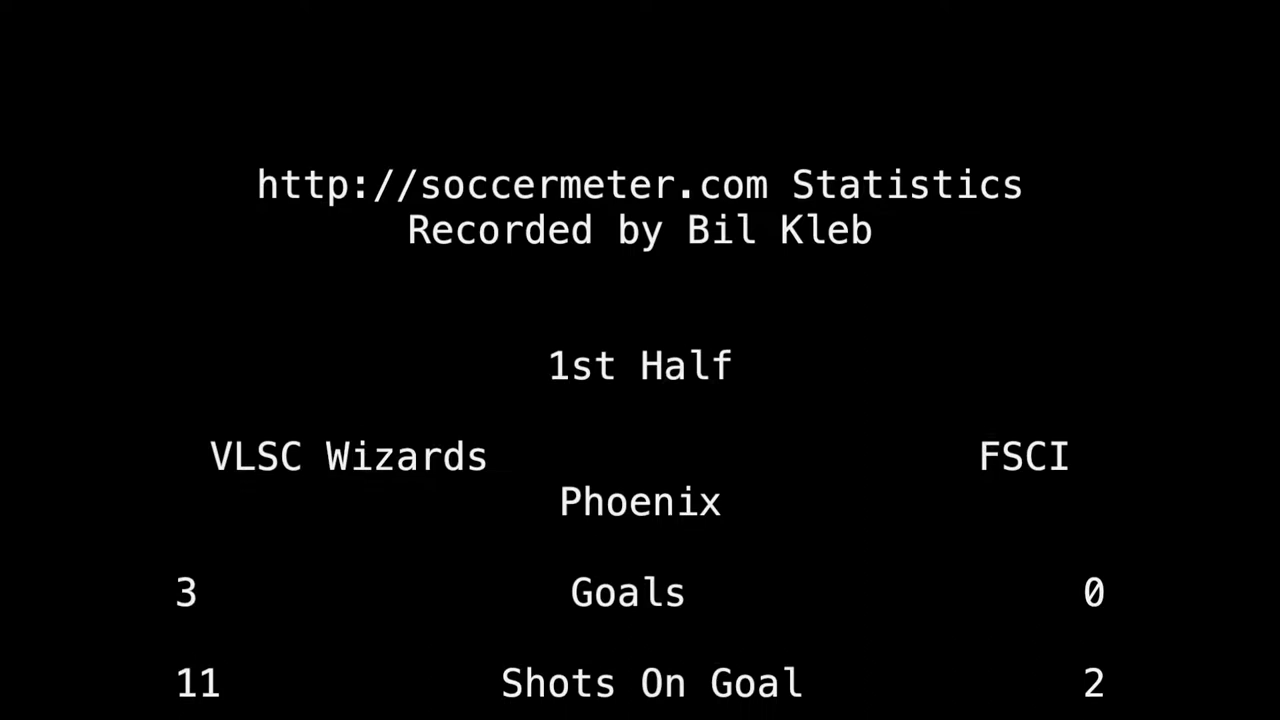 http://soccermeter.com Statistics
Recorded by Bil Kleb
1st Half
VLSC Wizards FSCI
Phoenix
3 Goals 0
11 Shots On Goal 2